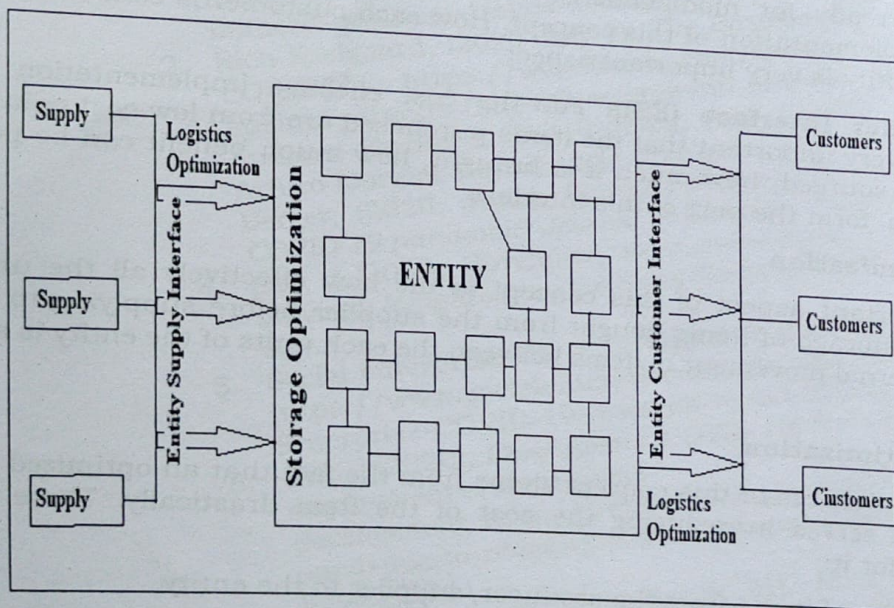 Supply
Supply
Supply
Logistics
Optimization
Entity Supply Interface
Storage Optimization
ENTITY
Entity Customer Interface
Logistics
Optimization
Customers
Customers
Ciustomers